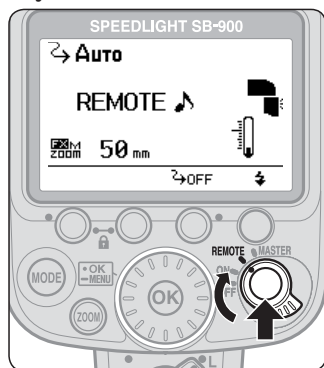 SPEEDLIGHT SB-900
AUTO
REMOTE ♪
FX M
ZOOM 50 mm
OFF
REMOTE MASTER
ON
OFF
MODE
OK
MENU
OK
ZOOM
L